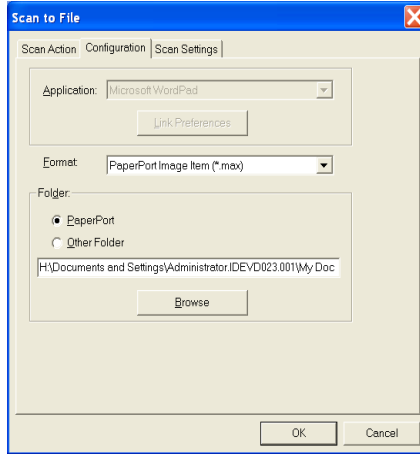 Scan to File
Scan Action Configuration Scan Settings
Application: Microsoft WordPad
Link Preferences
Format: PaperPort Image Item (*.max)
Folder:
PaperPort
Other Folder
H:\Documents and Settings\Administrator.IDEVD023.001\My Doc
Browse
OK Cancel